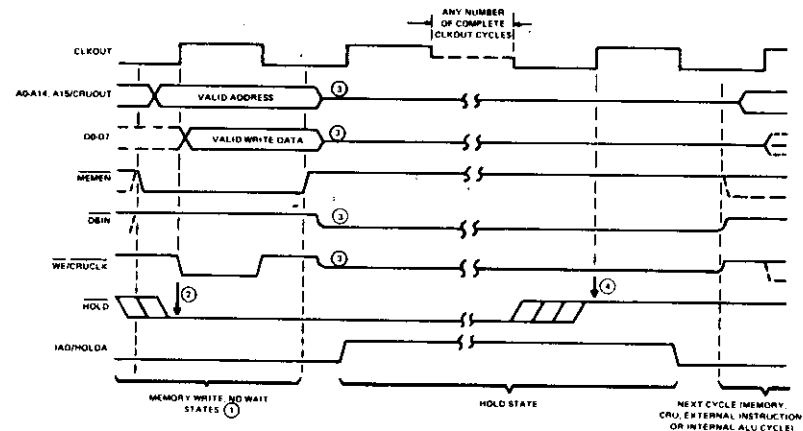 ANY NUMBER
OF COMPLETE
CLKOUT CYCLES
CLKOUT
A0-A14, A15/CRUOUT
VALID ADDRESS
3
D0-D7
VALID WRITE DATA
3
MEMEN
DBIN
3
WE/CRUCLK
3
2
4
HOLD
IAQ/HOLDA
MEMORY WRITE, NO WAIT
STATES 1
HOLD STATE
NEXT CYCLE (MEMORY,
CRU, EXTERNAL INSTRUCTION
OR INTERNAL ALU CYCLE)